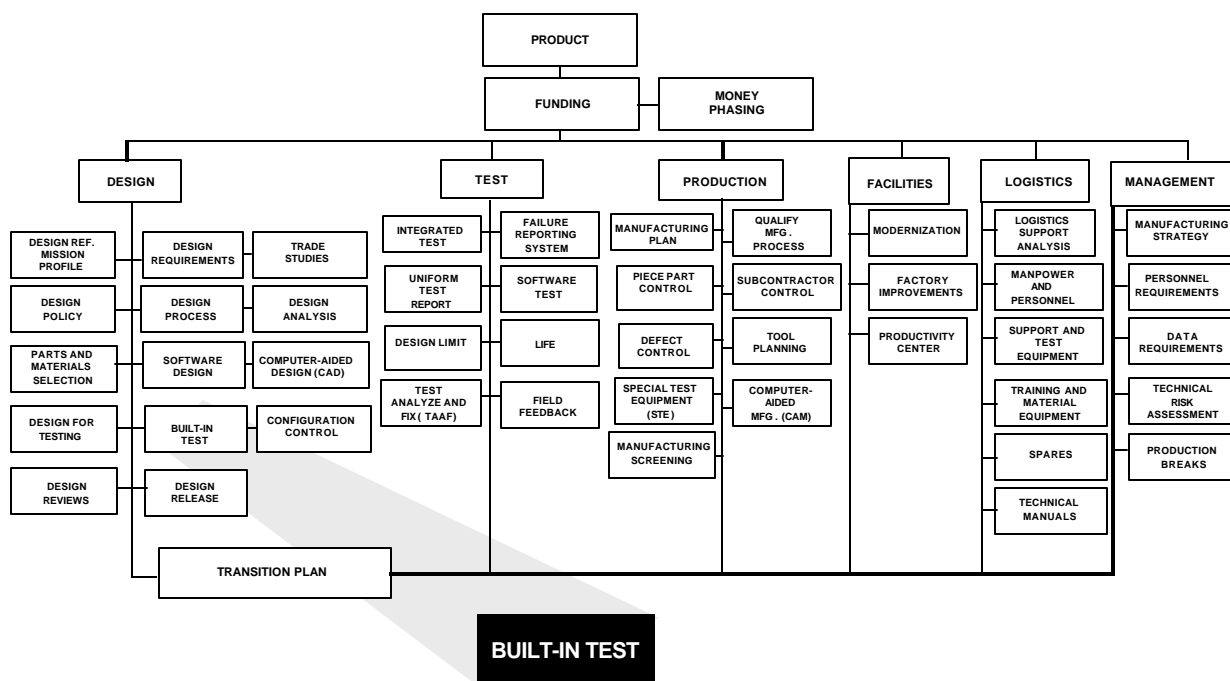 PRODUCT
FUNDING
MONEY
PHASING
DESIGN
TEST
PRODUCTION
FACILITIES
LOGISTICS
MANAGEMENT
DESIGN REF.
MISSION
PROFILE
DESIGN
REQUIREMENTS
TRADE
STUDIES
DESIGN
POLICY
DESIGN
PROCESS
DESIGN
ANALYSIS
PARTS AND
MATERIALS
SELECTION
SOFTWARE
DESIGN
COMPUTER-AIDED
DESIGN (CAD)
DESIGN FOR
TESTING
BUILT-IN
TEST
CONFIGURATION
CONTROL
DESIGN
REVIEWS
DESIGN
RELEASE
INTEGRATED
TEST
FAILURE
REPORTING
SYSTEM
UNIFORM
TEST
REPORT
SOFTWARE
TEST
DESIGN LIMIT
LIFE
TEST
ANALYZE AND
FIX ( TAAF)
FIELD
FEEDBACK
MANUFACTURING
PLAN
QUALIFY
MFG . PROCESS
PIECE PART
CONTROL
SUBCONTRACTOR
CONTROL
DEFECT
CONTROL
TOOL
PLANNING
SPECIAL TEST
EQUIPMENT
(STE)
COMPUTER-
AIDED
MFG . (CAM)
MANUFACTURING
SCREENING
MODERNIZATION
FACTORY
IMPROVEMENTS
PRODUCTIVITY
CENTER
LOGISTICS
SUPPORT
ANALYSIS
MANPOWER
AND
PERSONNEL
SUPPORT AND
TEST
EQUIPMENT
TRAINING AND
MATERIAL
EQUIPMENT
SPARES
TECHNICAL
MANUALS
MANUFACTURING
STRATEGY
PERSONNEL
REQUIREMENTS
DATA
REQUIREMENTS
TECHNICAL
RISK
ASSESSMENT
PRODUCTION
BREAKS
TRANSITION PLAN
BUILT-IN TEST